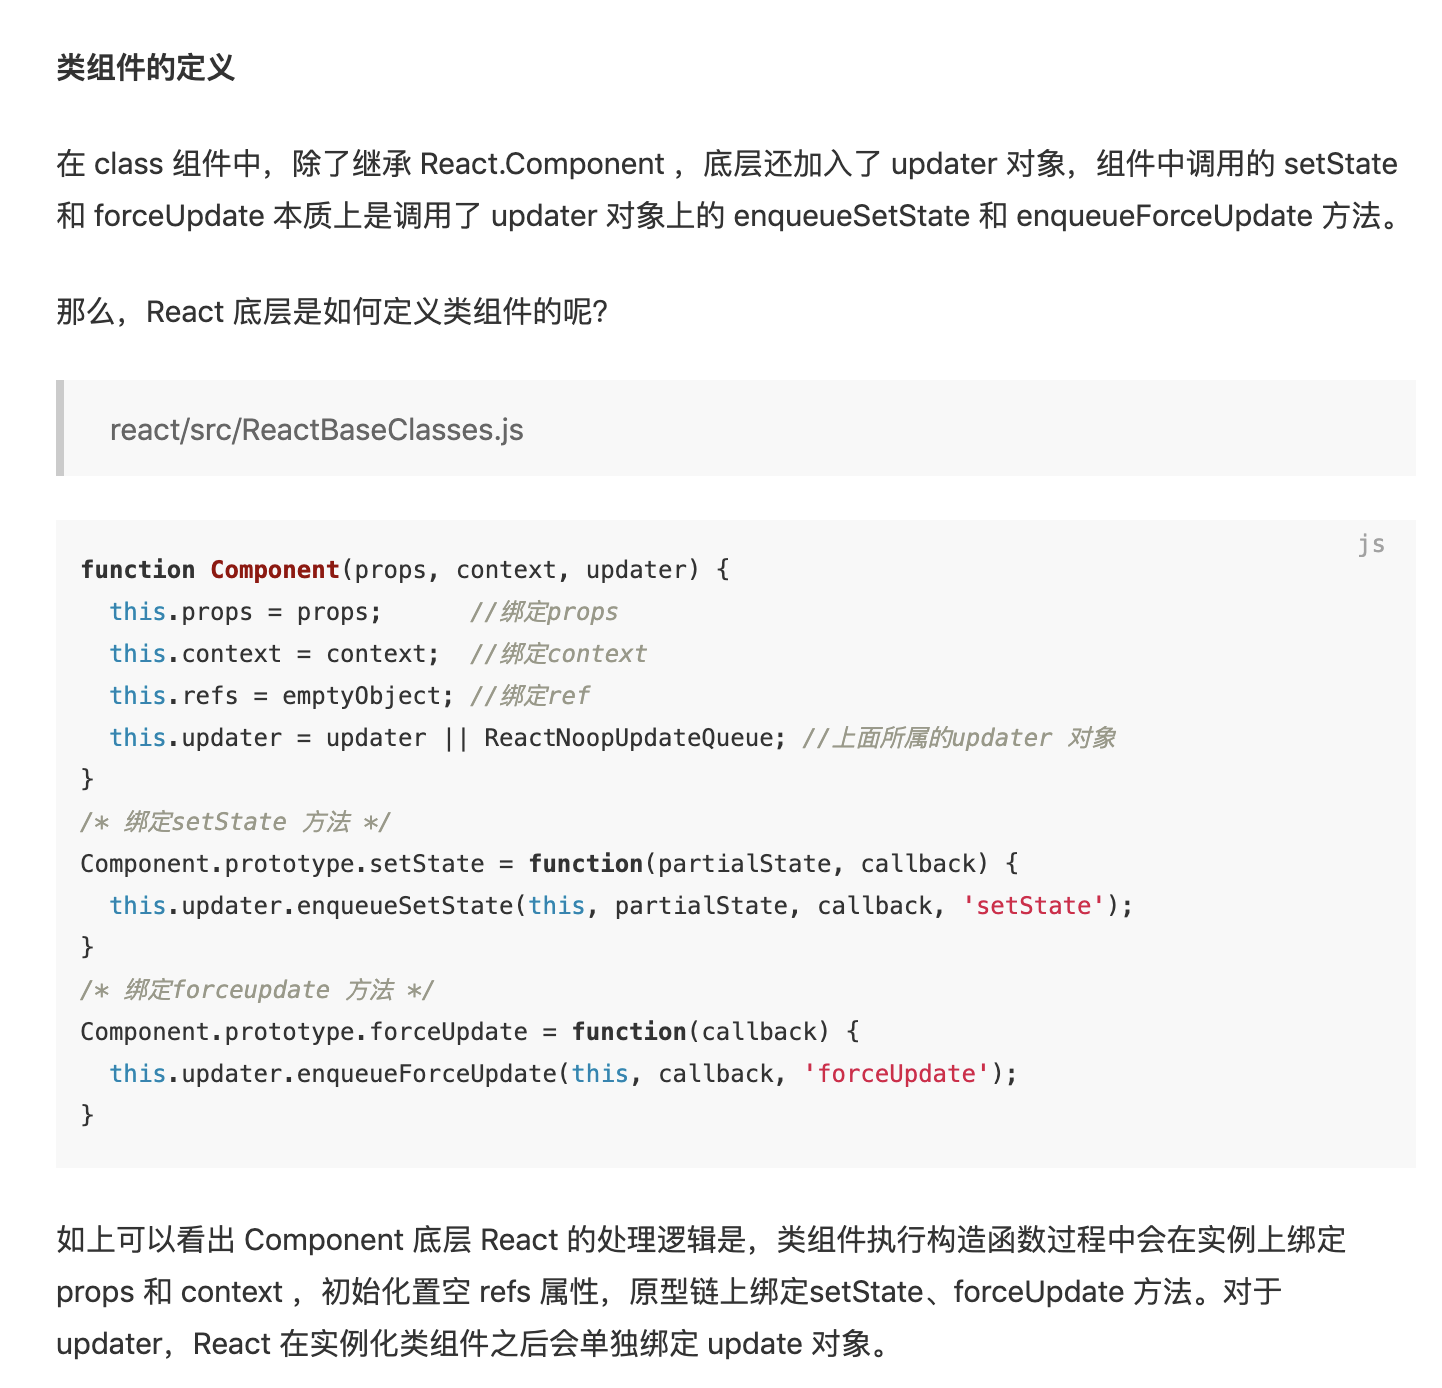 类组件的定义
在 class 组件中，除了继承 React.Component ，底层还加入了 updater 对象，组件中调用的 setState
和 forceUpdate 本质上是调用了 updater 对象上的 enqueueSetState 和 enqueueForceUpdate 方法。
那么，React 底层是如何定义类组件的呢？
react/src/ReactBaseClasses.js
js
function Component(props, context, updater) {
  this.props = props;      //绑定props
  this.context = context;  //绑定context
  this.refs = emptyObject; //绑定ref
  this.updater = updater || ReactNoopUpdateQueue; //上面所属的updater 对象
}
/* 绑定setState 方法 */
Component.prototype.setState = function(partialState, callback) {
  this.updater.enqueueSetState(this, partialState, callback, 'setState');
}
/* 绑定forceupdate 方法 */
Component.prototype.forceUpdate = function(callback) {
  this.updater.enqueueForceUpdate(this, callback, 'forceUpdate');
}
如上可以看出 Component 底层 React 的处理逻辑是，类组件执行构造函数过程中会在实例上绑定
props 和 context ，初始化置空 refs 属性，原型链上绑定setState、forceUpdate 方法。对于
updater，React 在实例化类组件之后会单独绑定 update 对象。